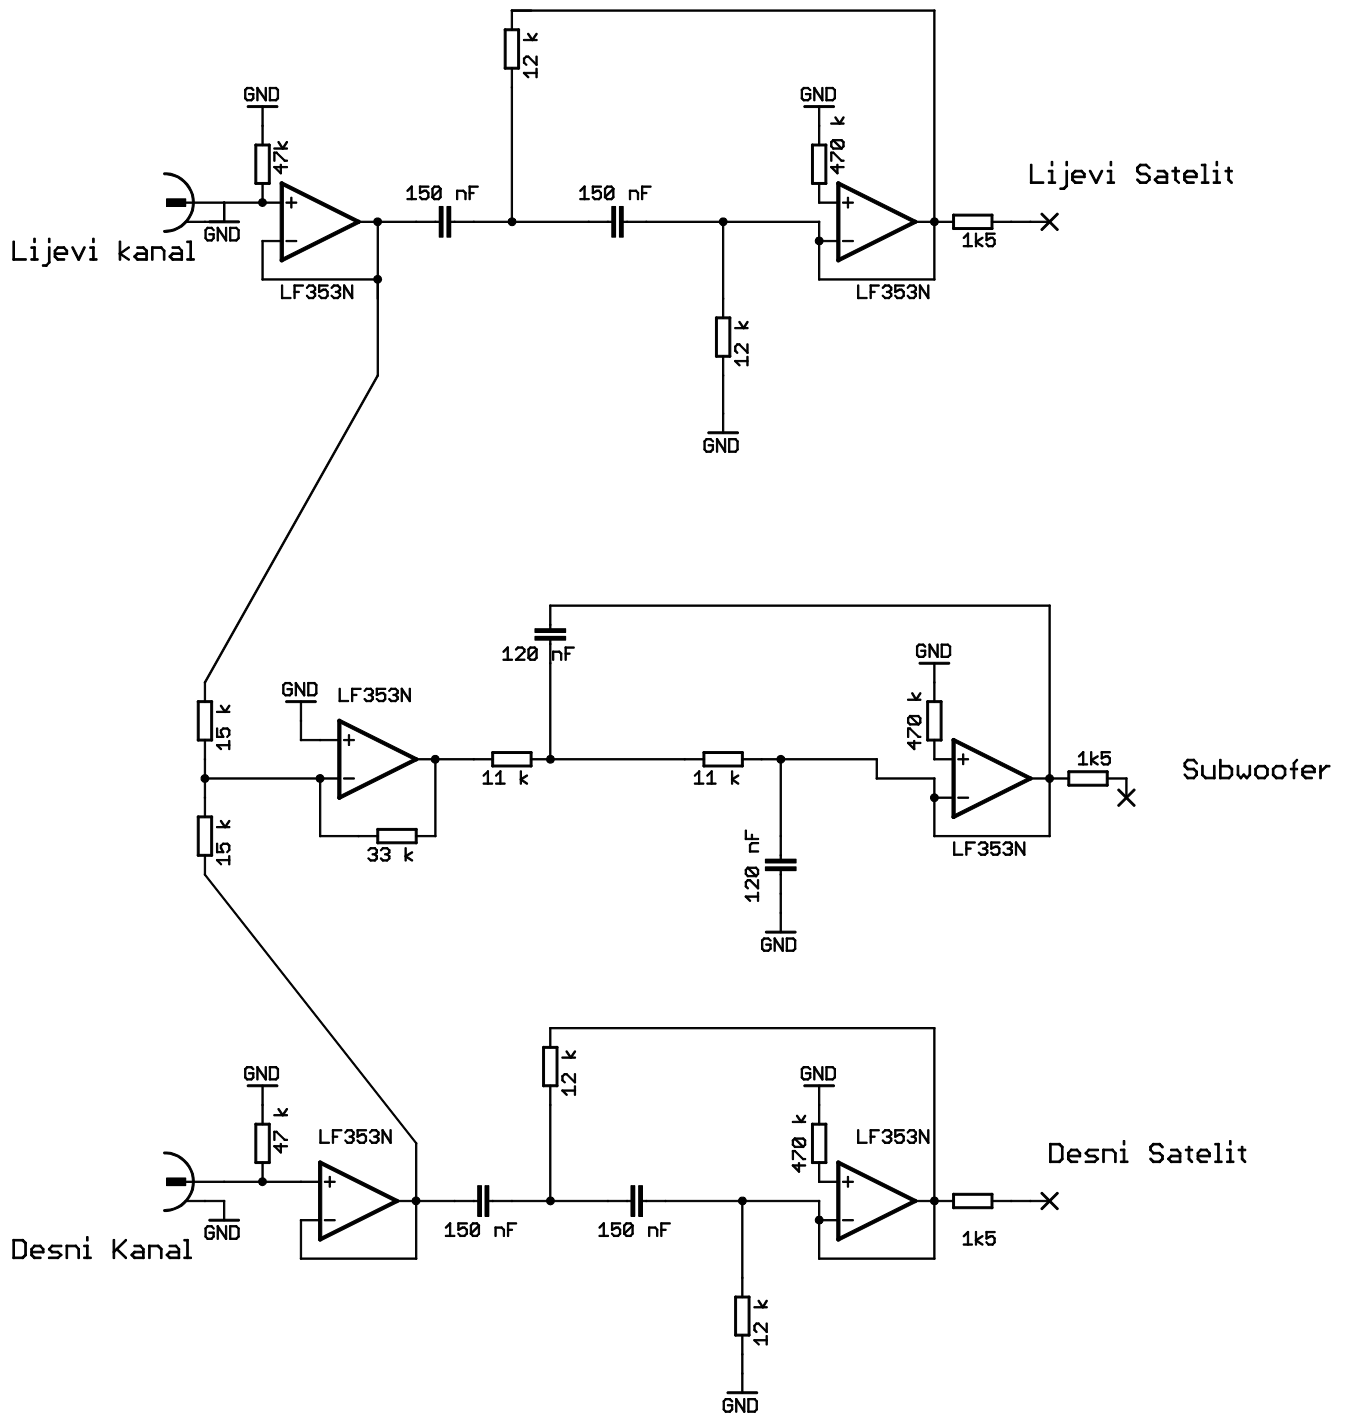 12 k
GND
GND
47k
470 k
Lijevi Satelit
150 nF
150 nF
+
+
GND
−
−
1k5
Lijevi kanal
LF353N
LF353N
12 k
GND
120 nF
GND
GND
LF353N
15 k
470 k
+
+
1k5
Subwoofer
−
11 k
11 k
−
15 k
33 k
LF353N
120 nF
GND
12 k
GND
GND
47 k
LF353N
470 k
LF353N
Desni Satelit
+
+
−
−
GND
150 nF
150 nF
1k5
Desni Kanal
12 k
GND